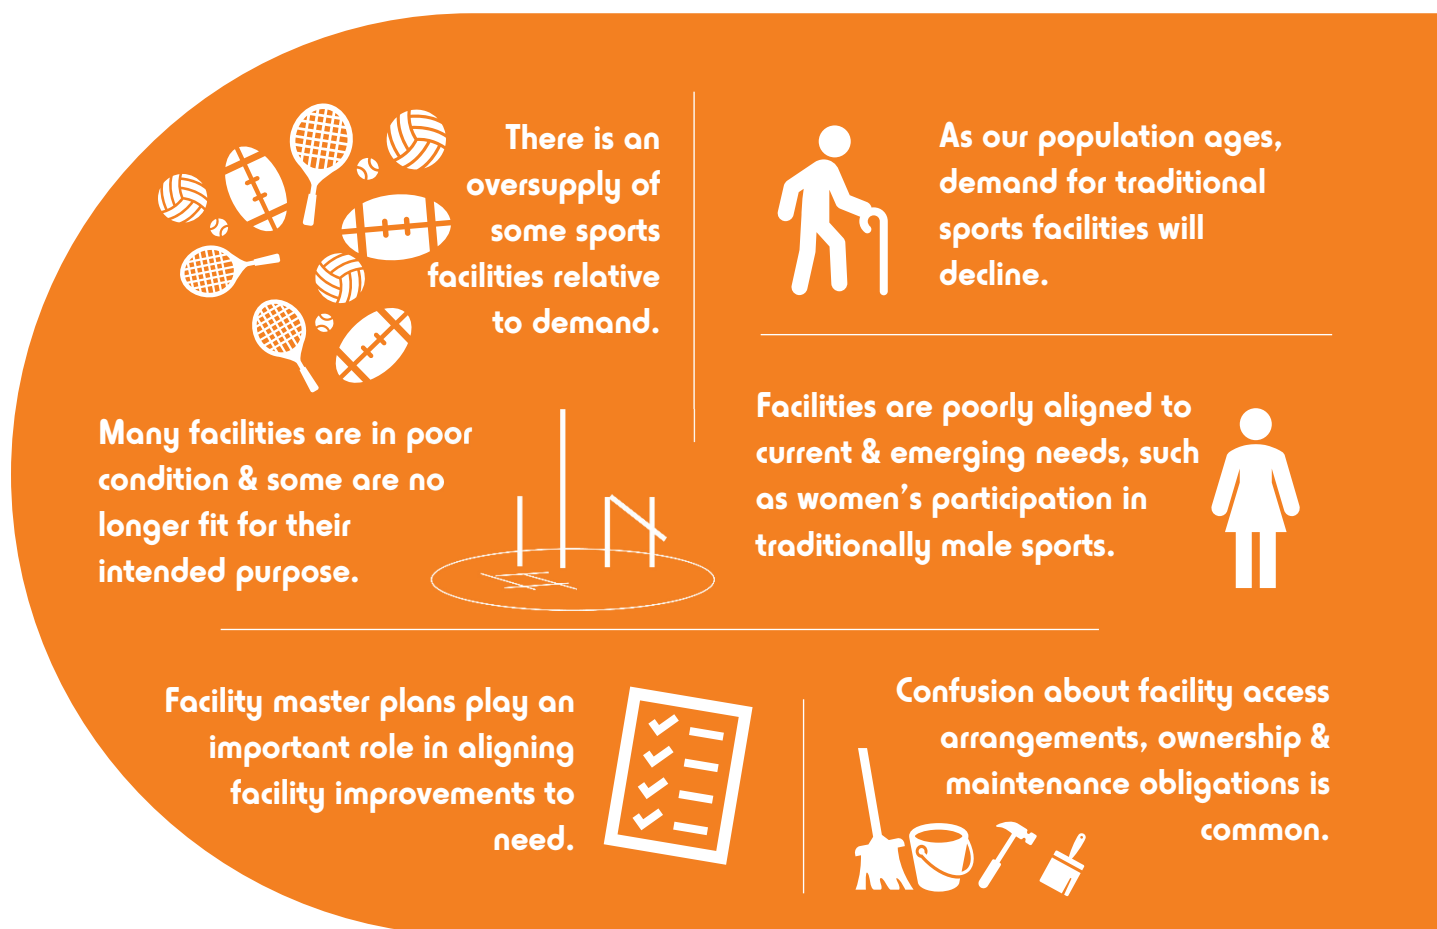 There is an
oversupply of
some sports
facilities relative
to demand.
As our population ages,
demand for traditional
sports facilities will
decline.
Many facilities are in poor
condition & some are no
longer fit for their
intended purpose.
Facilities are poorly aligned to
current & emerging needs, such
as women’s participation in
traditionally male sports.
Facility master plans play an
important role in aligning
facility improvements to
need.
Confusion about facility access
arrangements, ownership &
maintenance obligations is
common.